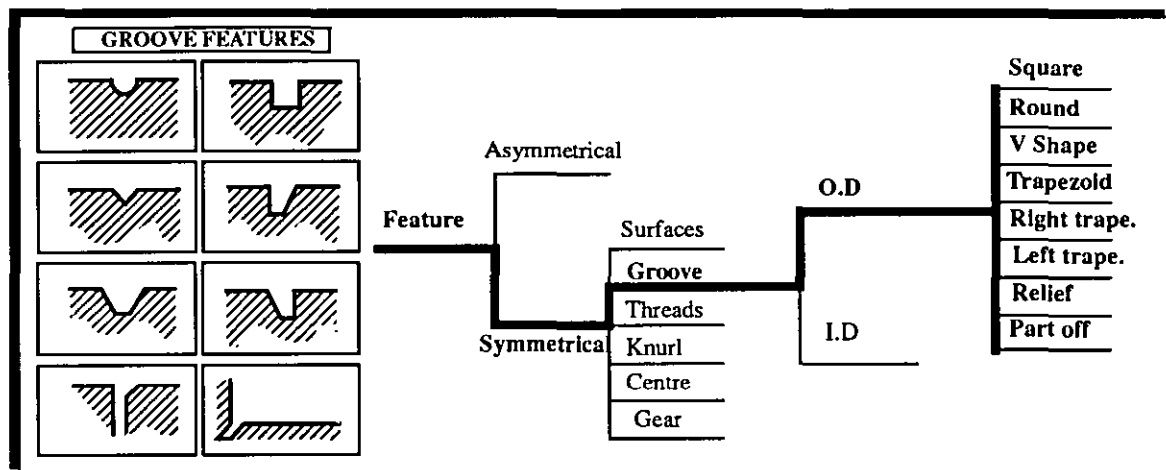 GROOVE FEATURES
Feature
Asymmetrical
Symmetrical
Surfaces
Groove
Threads
Knurl
Centre
Gear
O.D
I.D
Square
Round
V Shape
Trapezoid
Right trape.
Left trape.
Relief
Part off